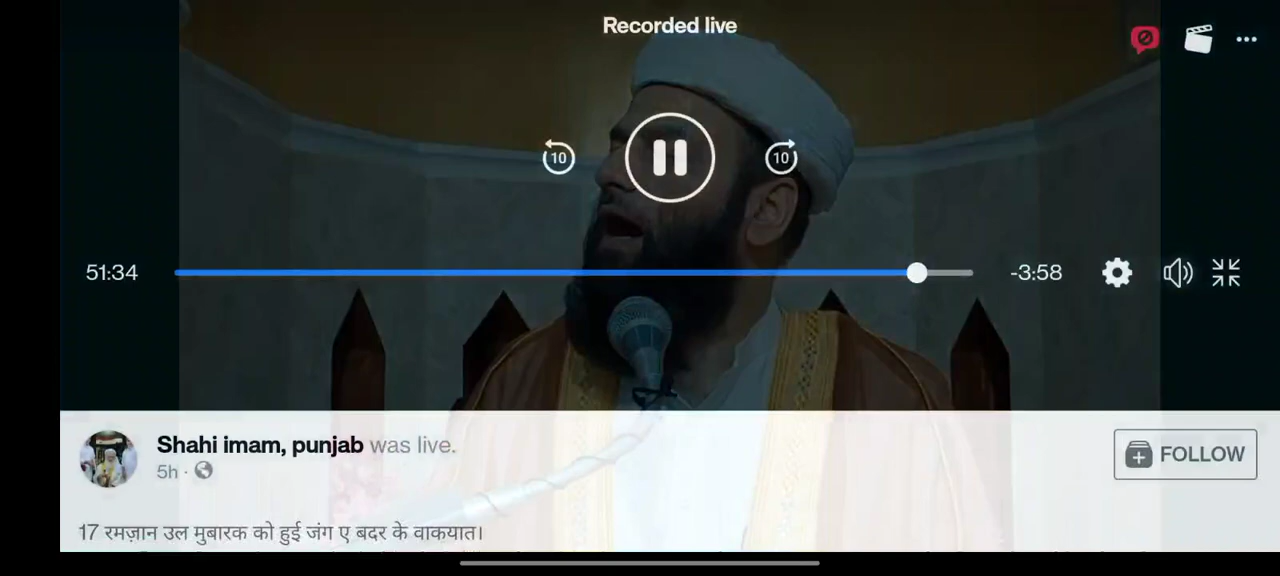 Recorded live
10
10
51:34
-3:58
Shahi imam, punjab was live.
5h ·
FOLLOW
17 रमज़ान उल मुबारक को हुई जंग ए बदर के वाकयात।